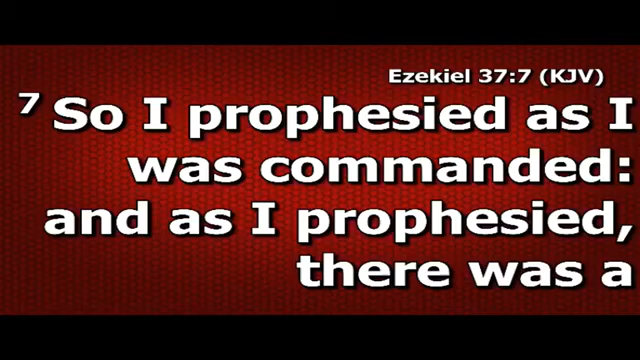 Ezekiel 37:7 (KJV)
7 So I prophesied as I
was commanded:
and as I prophesied,
there was a